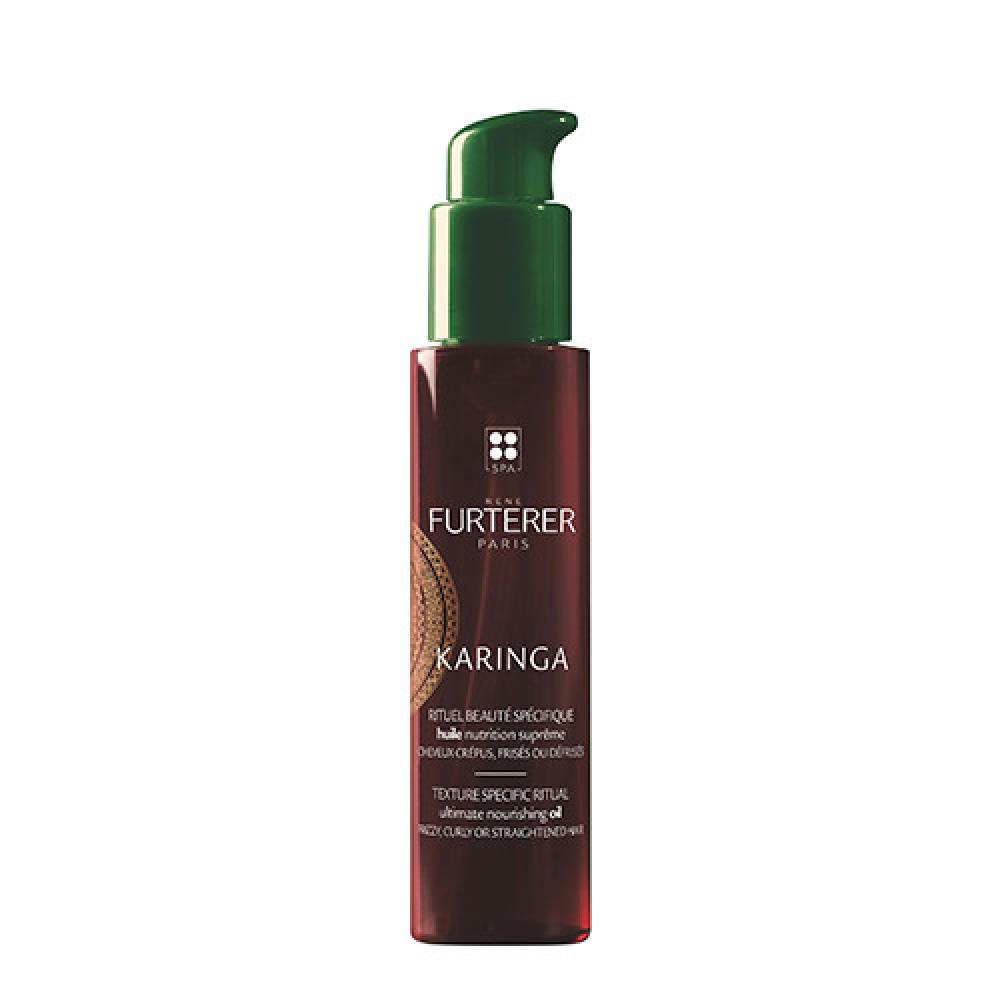 SPA
RENE
FURTERER
PARIS
KARINGA
RITUEL BEAUTÉ SPÉCIFIQUE
huile nutrition suprême
CHEVEUX CRÉPUS, FRISÉS OU DÉFRISÉS
TEXTURE SPECIFIC RITUAL
ultimate nourishing oil
FRIZZY, CURLY OR STRAIGHTENED HAIR